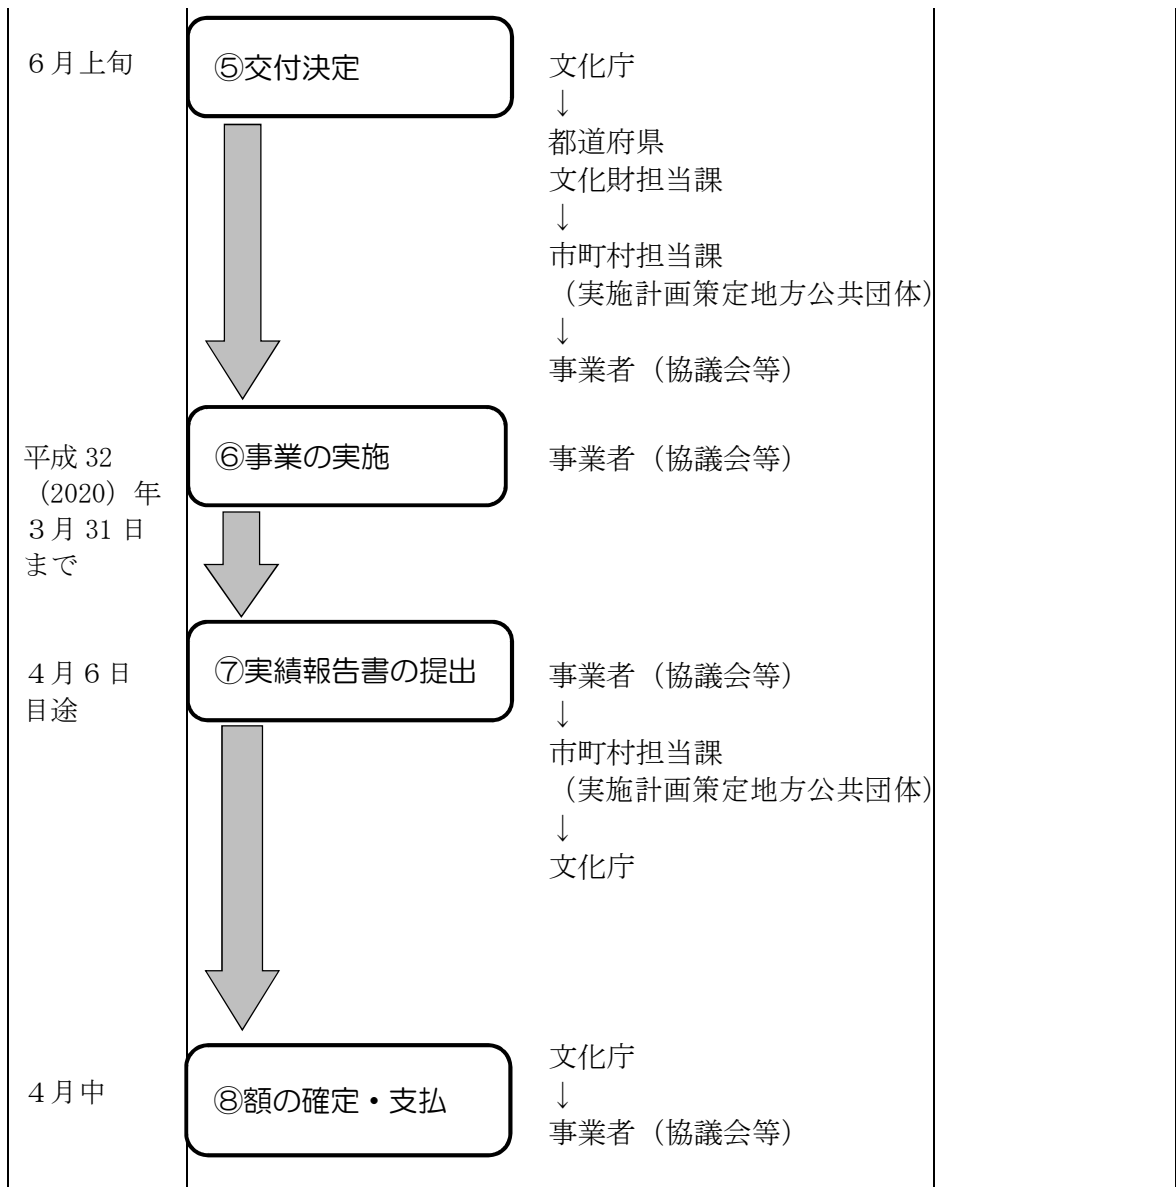 ６月上旬
⑤交付決定
文化庁
↓
都道府県
文化財担当課
↓
市町村担当課
（実施計画策定地方公共団体）
↓
事業者（協議会等）
平成 32
（2020）年
３月 31 日
まで
⑥事業の実施
事業者（協議会等）
４月６日
目途
⑦実績報告書の提出
事業者（協議会等）
↓
市町村担当課
（実施計画策定地方公共団体）
↓
文化庁
４月中
⑧額の確定・支払
文化庁
↓
事業者（協議会等）